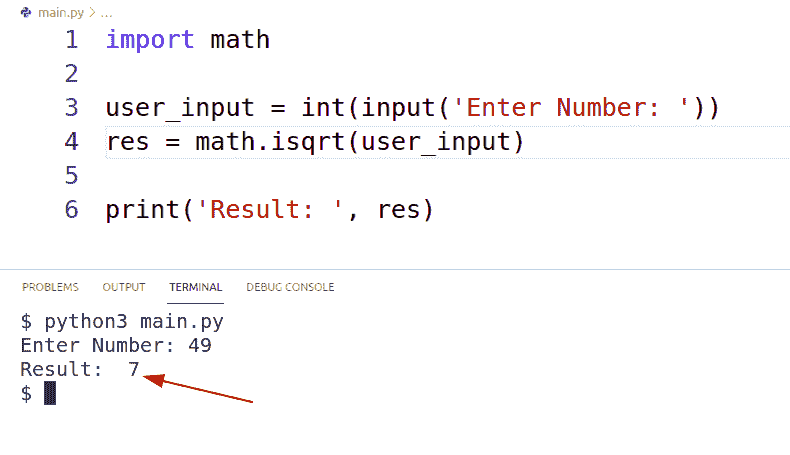 main.py > ...
1 import math
2
3 user_input = int(input('Enter Number: '))
4 res = math.isqrt(user_input)
5
6 print('Result: ', res)
PROBLEMS OUTPUT TERMINAL DEBUG CONSOLE
$ python3 main.py
Enter Number: 49
Result:  7
$